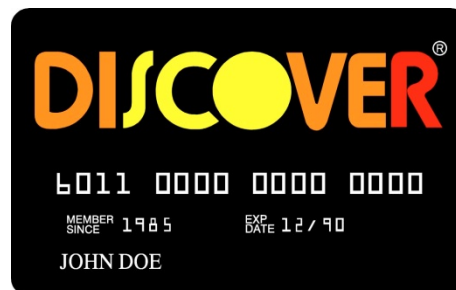 DISCOVER®
6011 0000 0000 0000
MEMBER SINCE 1985 EXP DATE 12/90
JOHN DOE